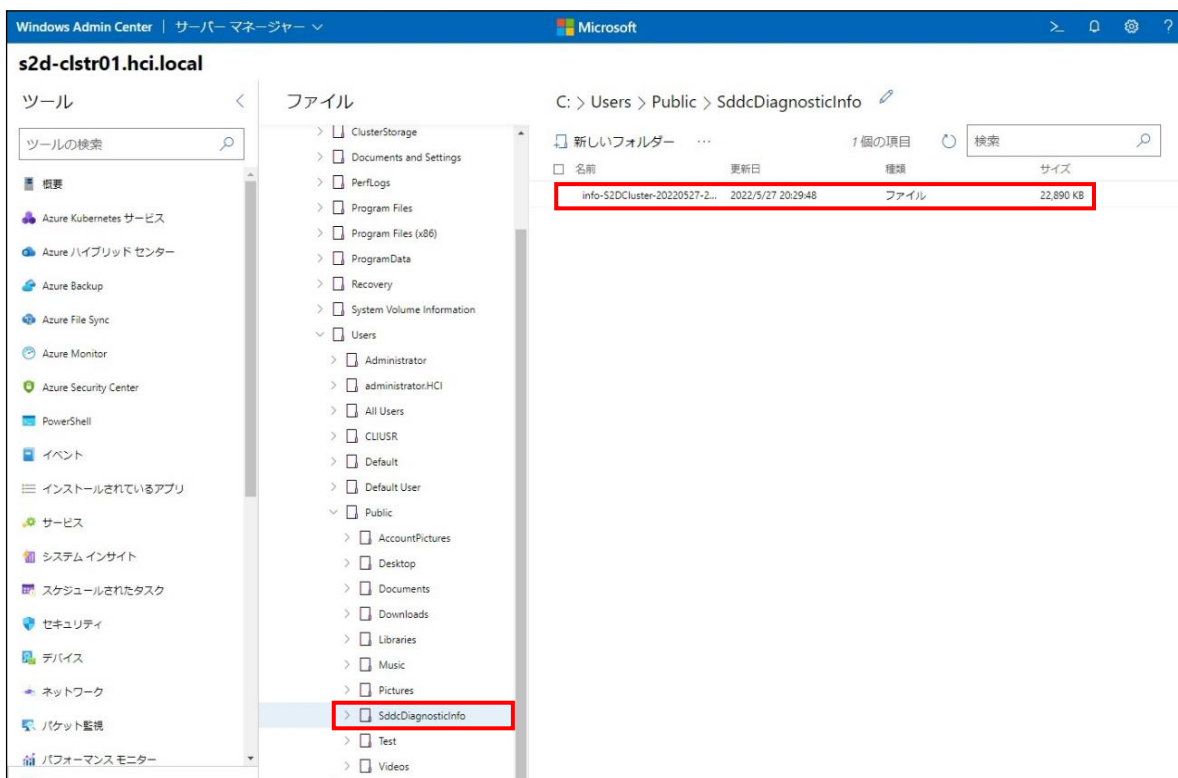 Windows Admin Center | サーバー マネージャー
Microsoft
s2d-clstr01.hci.local
ツール
ツールの検索
概要
Azure Kubernetes サービス
Azure ハイブリッド センター
Azure Backup
Azure File Sync
Azure Monitor
Azure Security Center
PowerShell
イベント
インストールされているアプリ
サービス
システム インサイト
スケジュールされたタスク
セキュリティ
デバイス
ネットワーク
パケット監視
パフォーマンス モニター
ファイル
ClusterStorage
Documents and Settings
PerfLogs
Program Files
Program Files (x86)
ProgramData
Recovery
System Volume Information
Users
Administrator
administrator.HCI
All Users
CLIUSR
Default
Default User
Public
AccountPictures
Desktop
Documents
Downloads
Libraries
Music
Pictures
SddcDiagnosticInfo
Test
Videos
C: > Users > Public > SddcDiagnosticInfo
新しいフォルダー ... 1 個の項目 検索
名前 更新日 種類 サイズ
info-S2DCluster-20220527-2... 2022/5/27 20:29:48 ファイル 22,890 KB